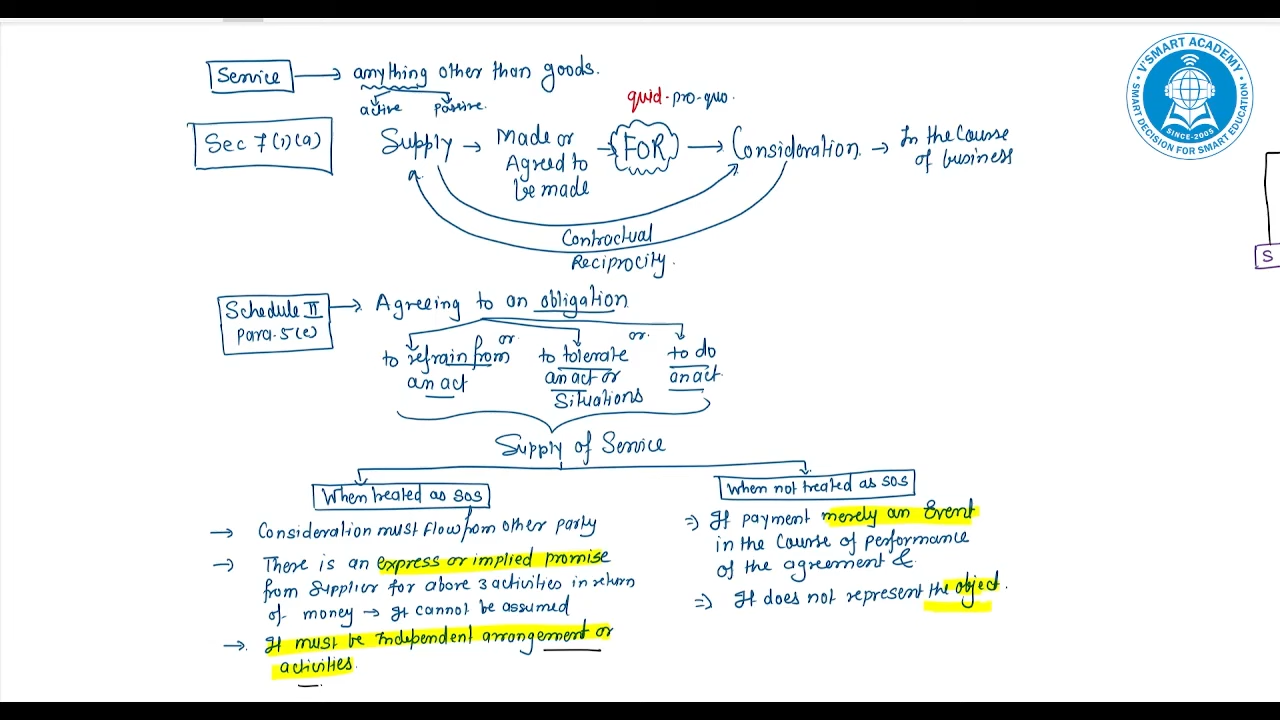 Service → anything other than goods.
active passive.
quid-pro-quo.
Sec 7(1)(a) Supply → Made or Agreed to be made → FOR → Consideration → In the Course of business
Contractual
Reciprocity.
Schedule II Para-5(e) → Agreeing to an obligation
to refrain from an act or to tolerate an act or Situations or to do an act.
Supply of Service
When treated as SOS
→ Consideration must flow from other party
→ There is an express or implied promise
from Supplier for above 3 activities in return
of money → It cannot be assumed
→ It must be Independent arrangement or
activities.
When not treated as SOS
⇒ If payment merely an Event
in the Course of performance
of the agreement &
⇒ It does not represent the object.
V'SMART ACADEMY
SINCE-2005
SMART DECISION FOR SMART EDUCATION
S